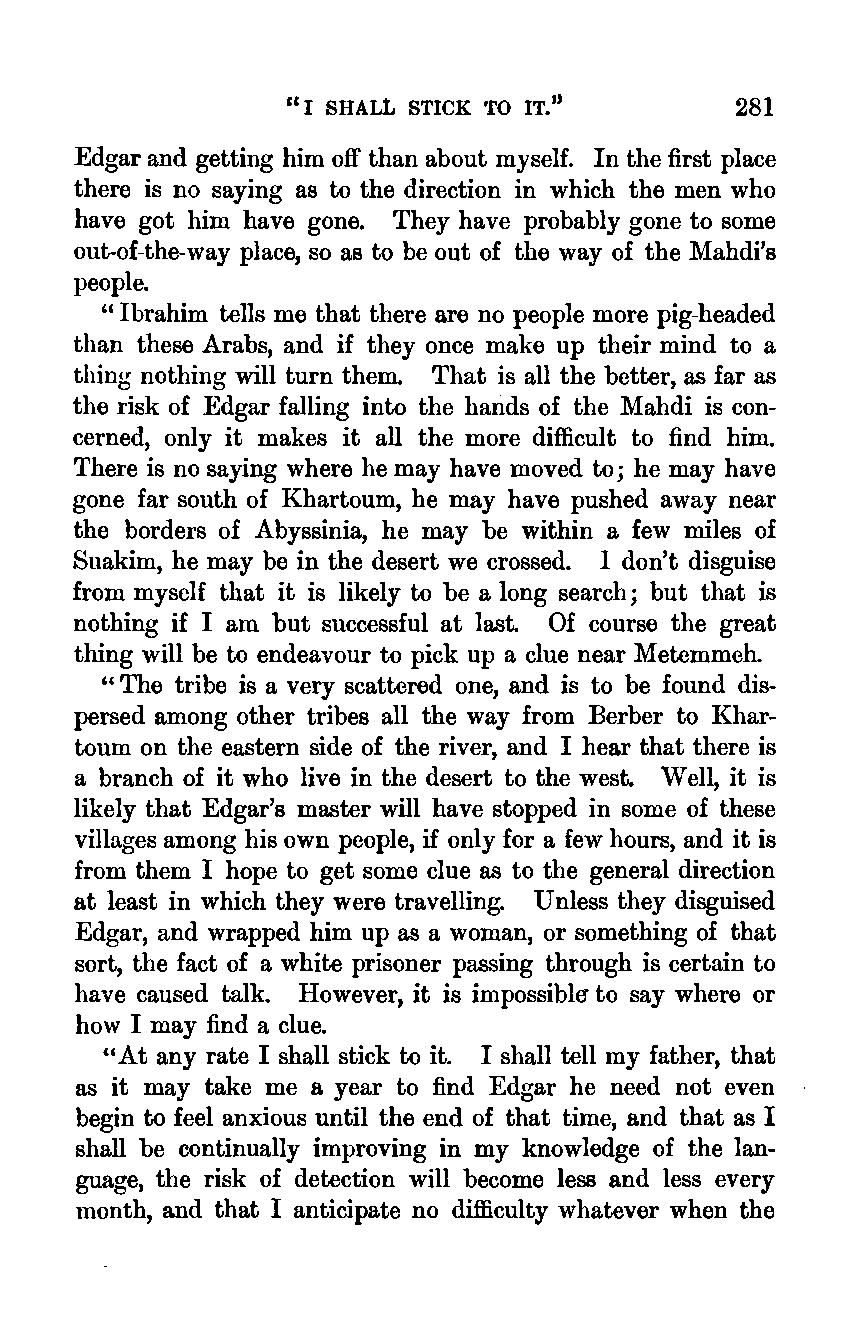 "I SHALL STICK TO IT." 281
Edgar and getting him off than about myself. In the first place
there is no saying as to the direction in which the men who
have got him have gone. They have probably gone to some
out-of-the-way place, so as to be out of the way of the Mahdi's
people.
"Ibrahim tells me that there are no people more pig-headed
than these Arabs, and if they once make up their mind to a
thing nothing will turn them. That is all the better, as far as
the risk of Edgar falling into the hands of the Mahdi is con-
cerned, only it makes it all the more difficult to find him.
There is no saying where he may have moved to; he may have
gone far south of Khartoum, he may have pushed away near
the borders of Abyssinia, he may be within a few miles of
Suakim, he may be in the desert we crossed. I don't disguise
from myself that it is likely to be a long search; but that is
nothing if I am but successful at last. Of course the great
thing will be to endeavour to pick up a clue near Metemmeh.
"The tribe is a very scattered one, and is to be found dis-
persed among other tribes all the way from Berber to Khar-
toum on the eastern side of the river, and I hear that there is
a branch of it who live in the desert to the west. Well, it is
likely that Edgar's master will have stopped in some of these
villages among his own people, if only for a few hours, and it is
from them I hope to get some clue as to the general direction
at least in which they were travelling. Unless they disguised
Edgar, and wrapped him up as a woman, or something of that
sort, the fact of a white prisoner passing through is certain to
have caused talk. However, it is impossible to say where or
how I may find a clue.
"At any rate I shall stick to it. I shall tell my father, that
as it may take me a year to find Edgar he need not even
begin to feel anxious until the end of that time, and that as I
shall be continually improving in my knowledge of the lan-
guage, the risk of detection will become less and less every
month, and that I anticipate no difficulty whatever when the